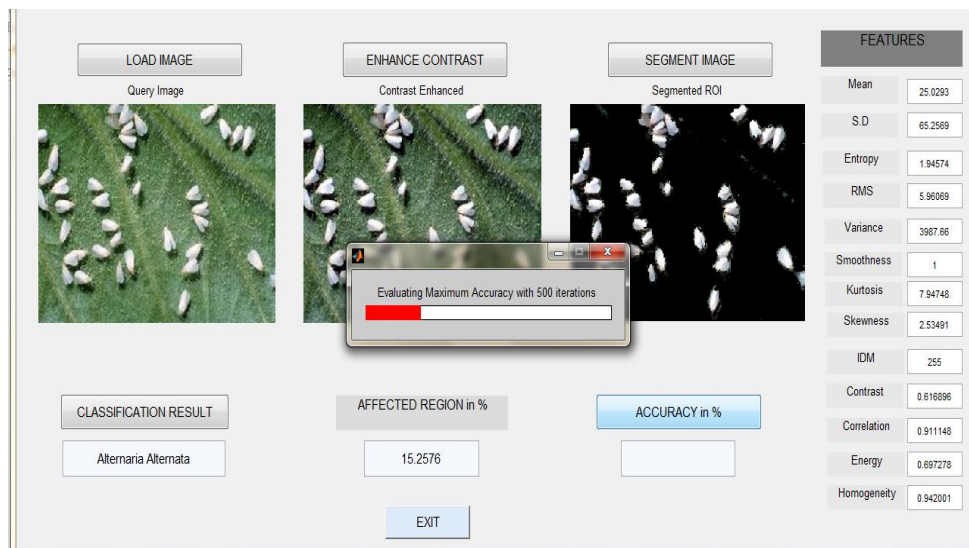 LOAD IMAGE
ENHANCE CONTRAST
SEGMENT IMAGE
Query Image
Contrast Enhanced
Segmented ROI
Evaluating Maximum Accuracy with 500 iterations
CLASSIFICATION RESULT
AFFECTED REGION in %
ACCURACY in %
Alternaria Alternata
15.2576
EXIT
FEATURES
Mean 25.0293
S.D 65.2569
Entropy 1.94574
RMS 5.96069
Variance 3987.66
Smoothness 1
Kurtosis 7.94748
Skewness 2.53491
IDM 255
Contrast 0.616896
Correlation 0.911148
Energy 0.697278
Homogeneity 0.942001